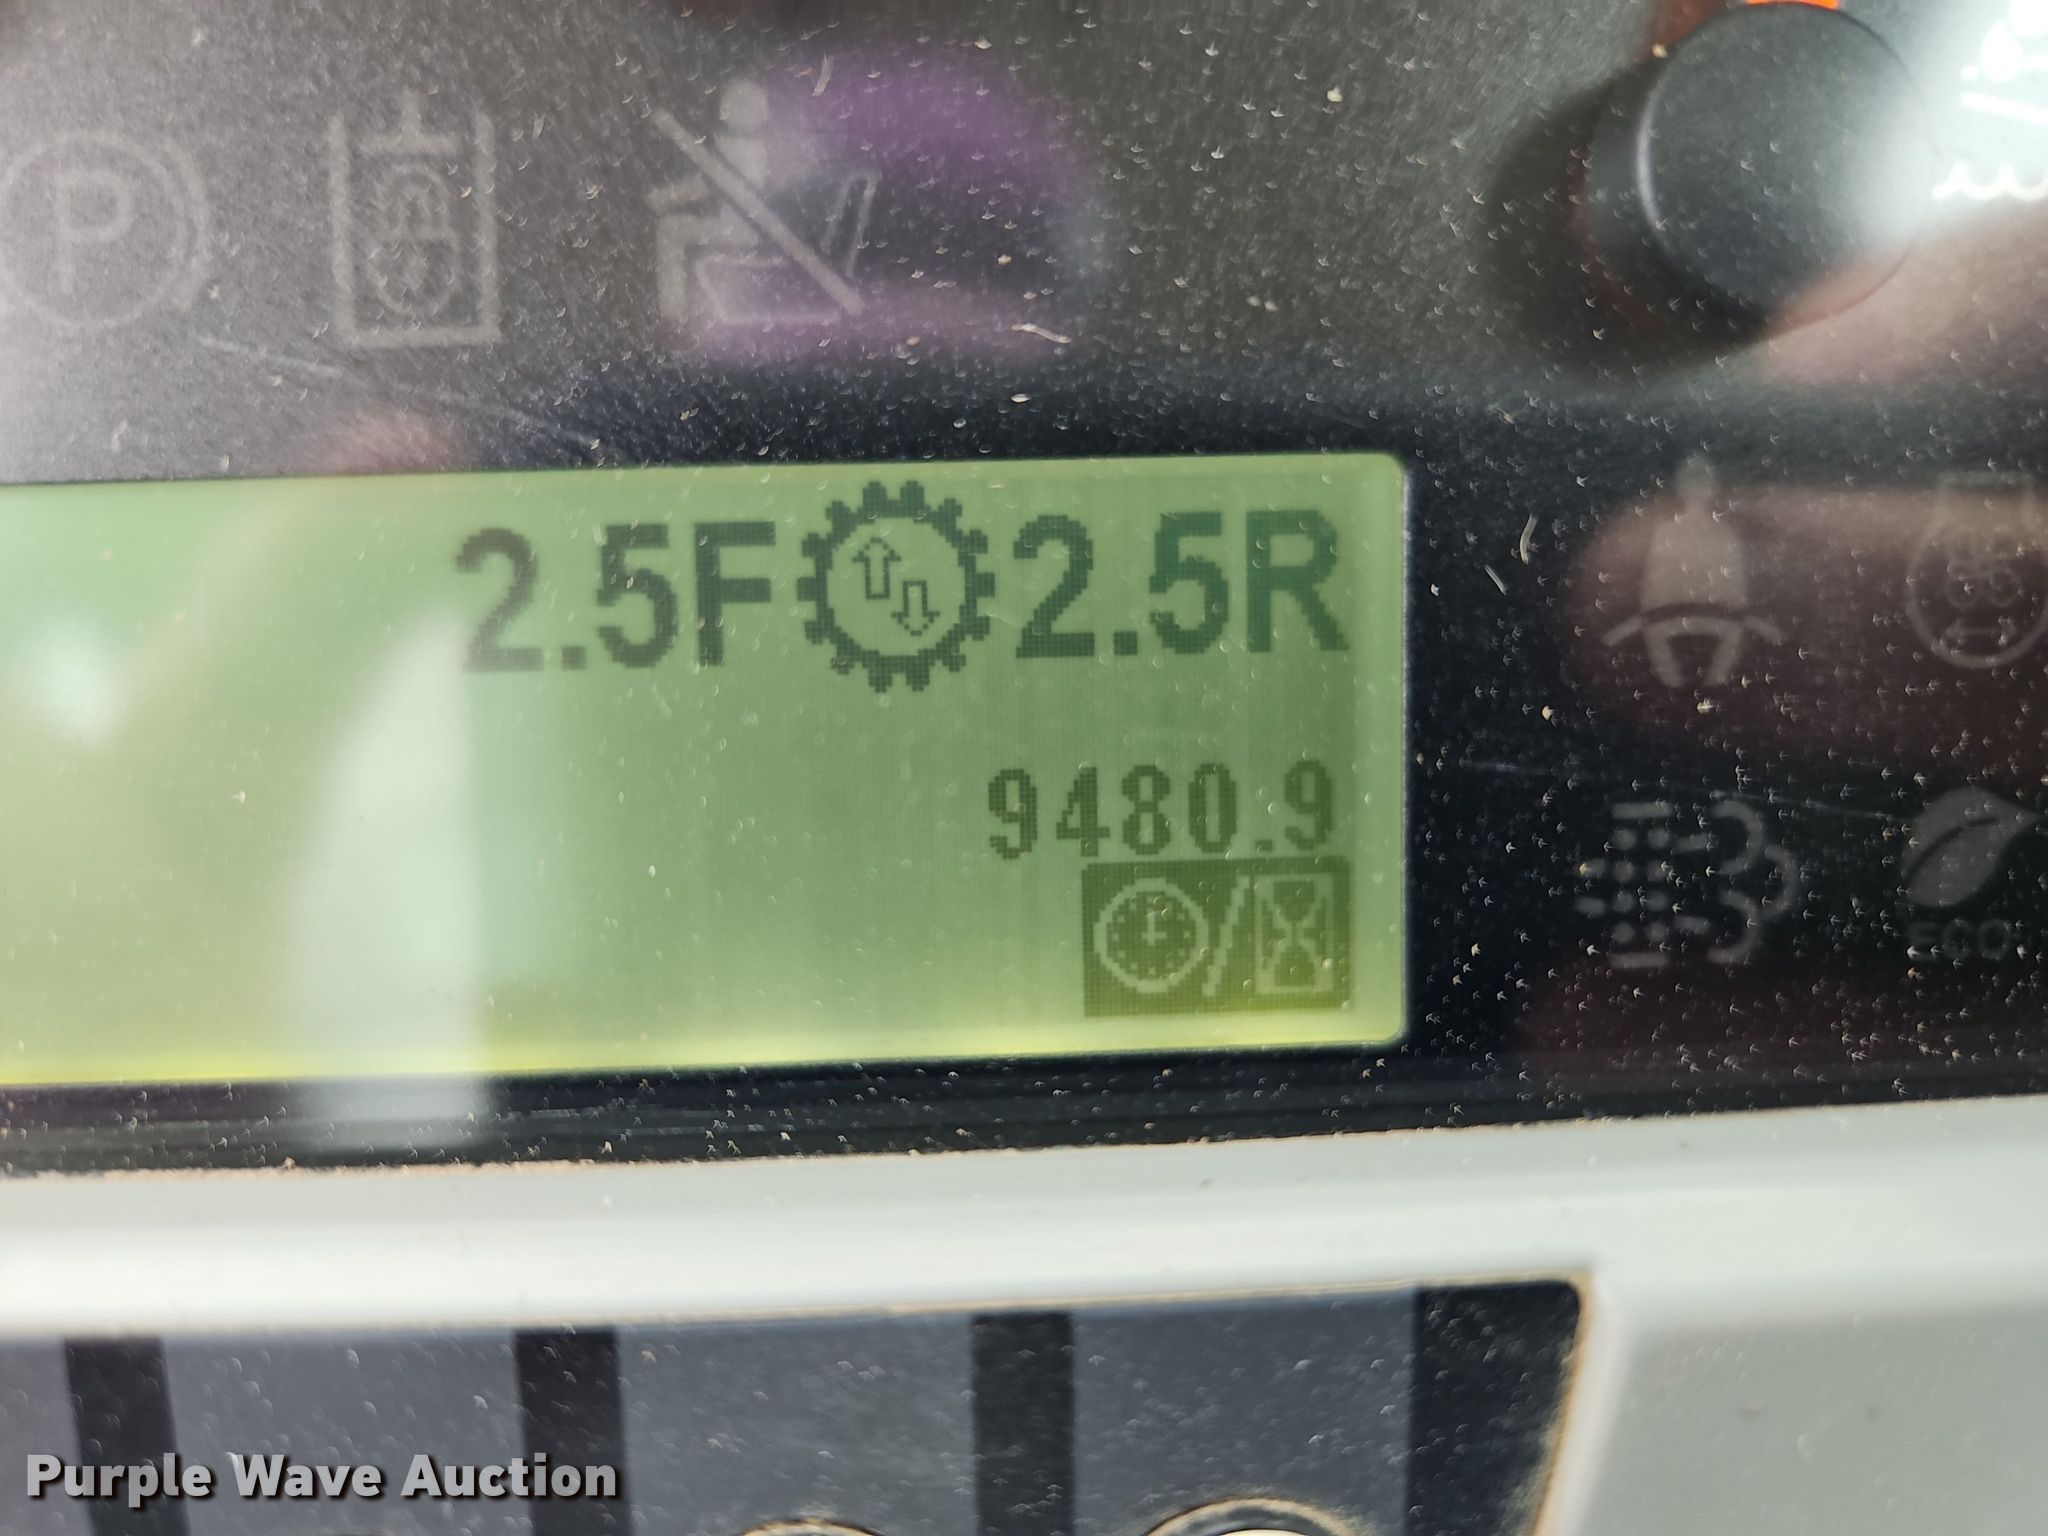 P
2.5F 2.5R
9480.9
ECO
Purple Wave Auction